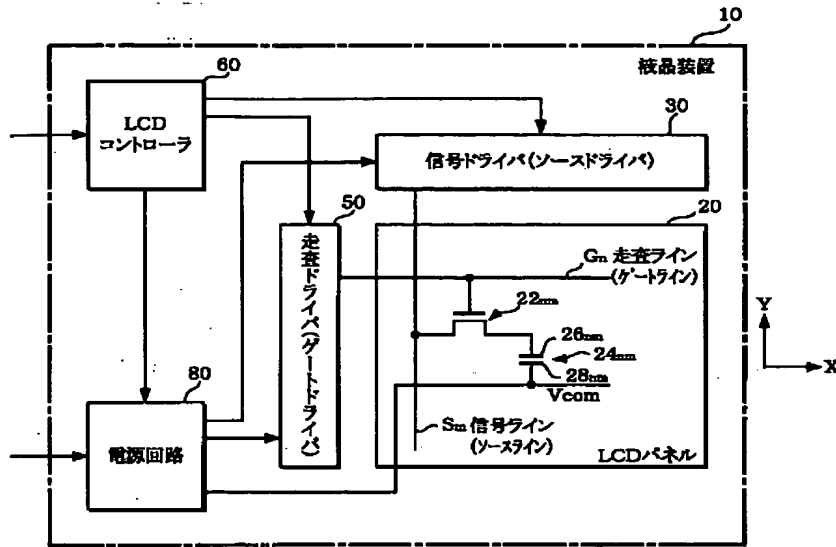 10
液晶装置
60
LCD
コントローラ
30
信号ドライバ(ソースドライバ)
50
走査ドライバ(ゲートドライバ)
20
Gn 走査ライン
(ゲートライン)
22nm
26nm
24nm
28nm
Vcom
Sm 信号ライン
(ソースライン)
LCDパネル
80
電源回路
Y
X